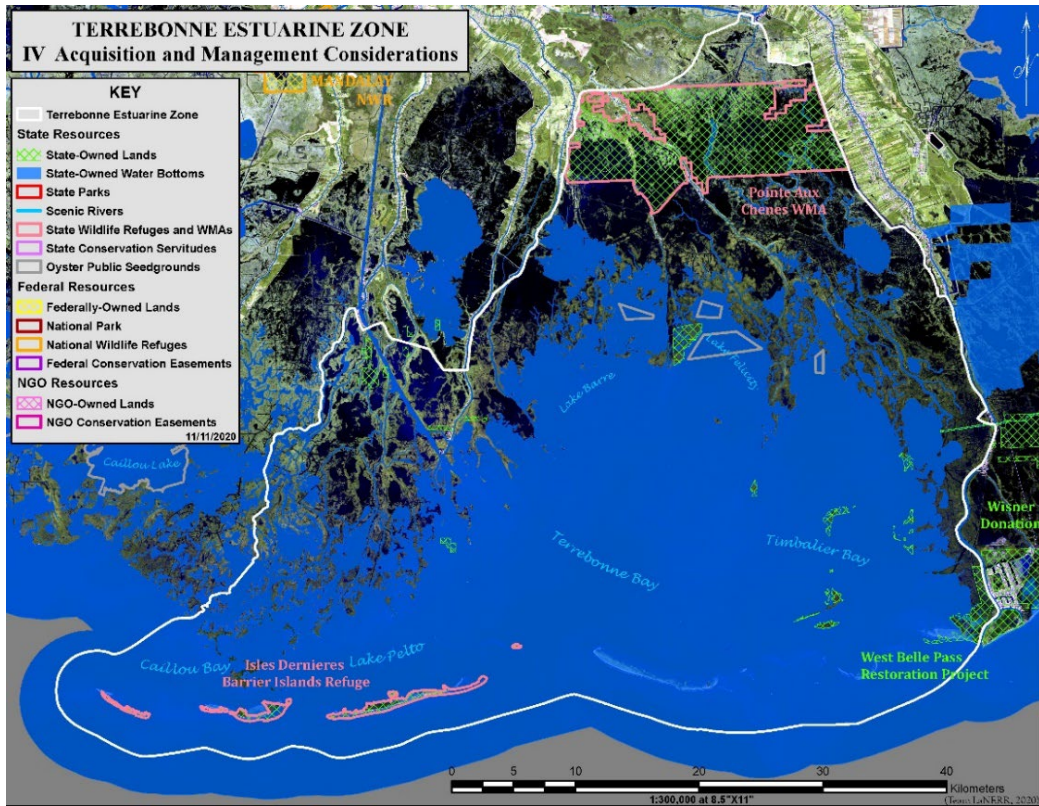 TERREBONNE ESTUARINE ZONE
IV Acquisition and Management Considerations
KEY
Terrebonne Estuarine Zone
State Resources
State-Owned Lands
State-Owned Water Bottoms
State Parks
Scenic Rivers
State Wildlife Refuges and WMAs
State Conservation Servitudes
Oyster Public Seedgrounds
Federal Resources
Federally-Owned Lands
National Park
National Wildlife Refuges
Federal Conservation Easements
NGO Resources
NGO-Owned Lands
NGO Conservation Easements
11/11/2020
MANDALAY
NWR
Pointe Aux
Chenes WMA
Lake Felicity
Lake Barre
Caillou Lake
Wisner
Donation
Terrebonne Bay
Timbalier Bay
Caillou Bay
Isles Dernieres
Barrier Islands Refuge
Lake Pelto
West Belle Pass
Restoration Project
0 5 10 20 30 40
Kilometers
1:300,000 at 8.5"X11"
(Team LaNERR, 2020)